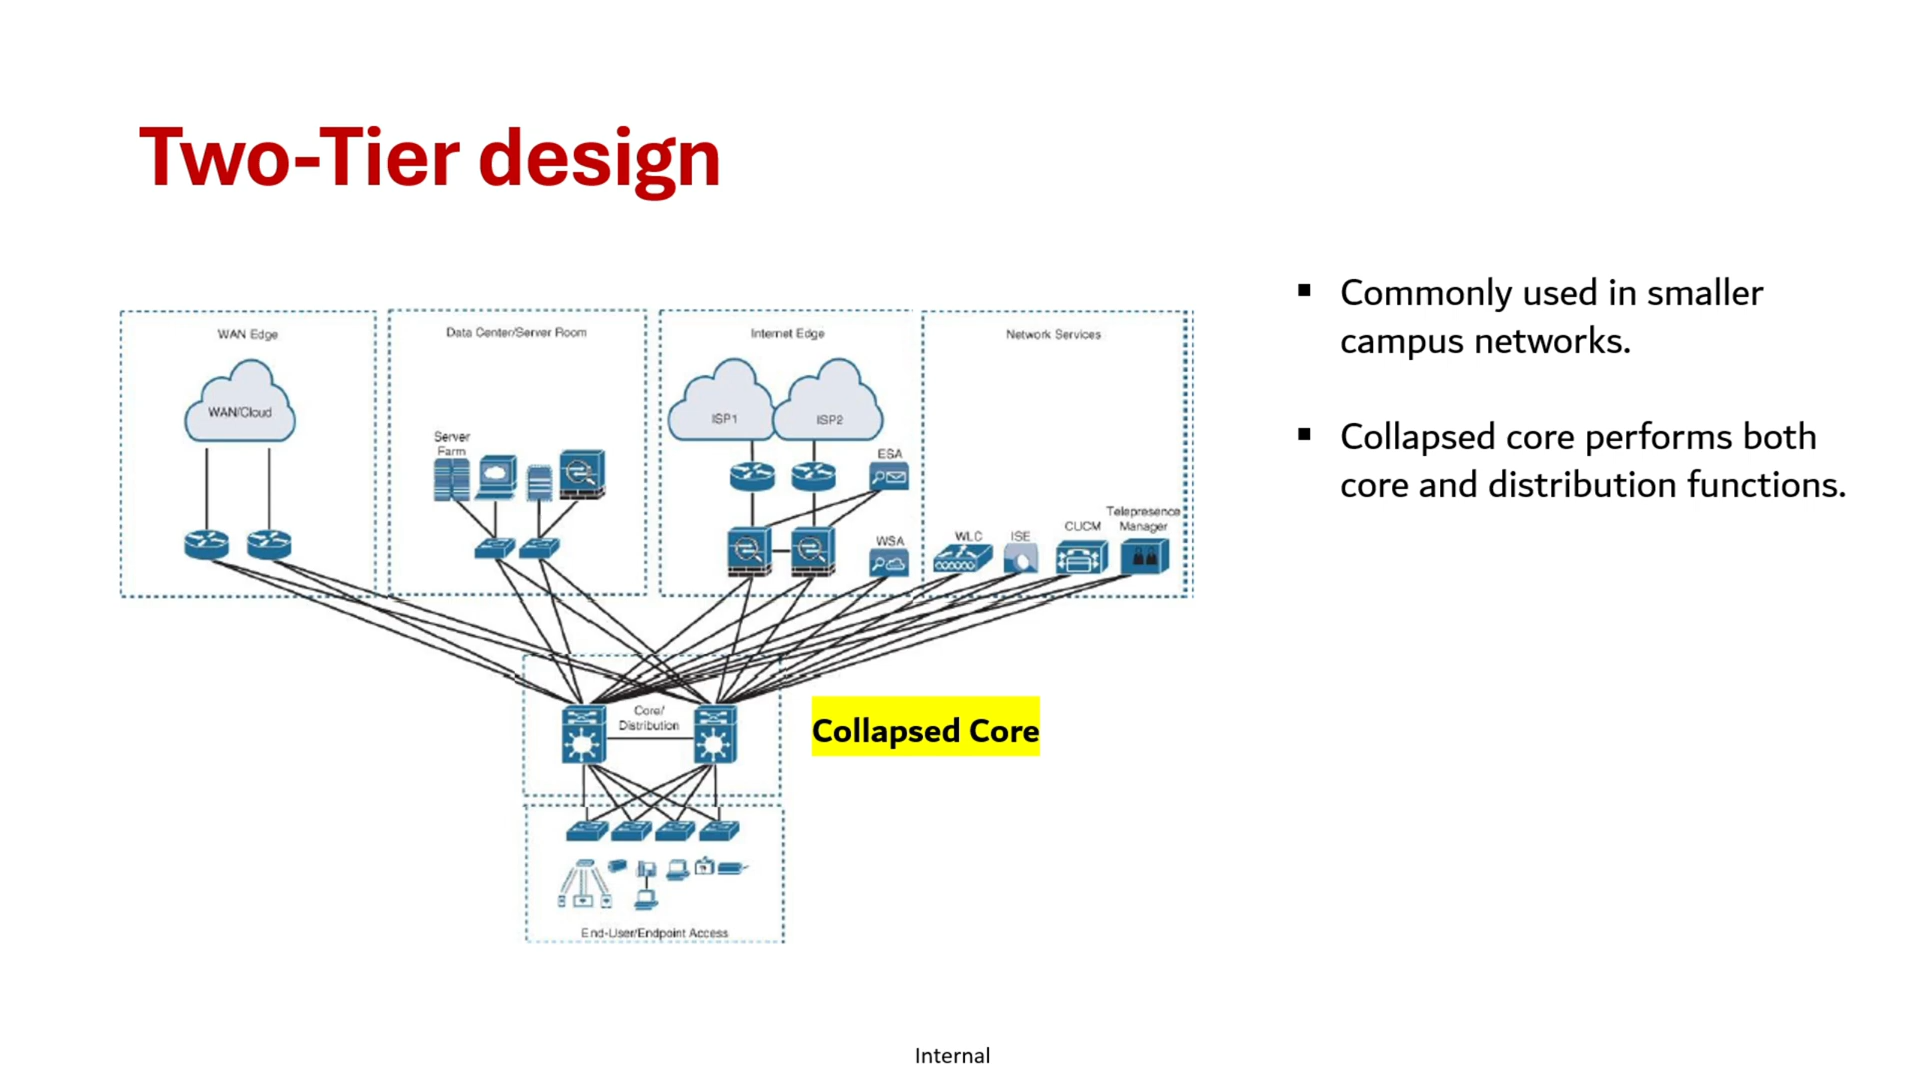 Two-Tier design
Commonly used in smaller
campus networks.
Collapsed core performs both
core and distribution functions.
WAN Edge
WAN/Cloud
Data Center/Server Room
Server
Farm
Internet Edge
ISP1
ISP2
ESA
WSA
Network Services
WLC
ISE
CUCM
Telepresence
Manager
Core/
Distribution
Collapsed Core
End-User/Endpoint Access
Internal